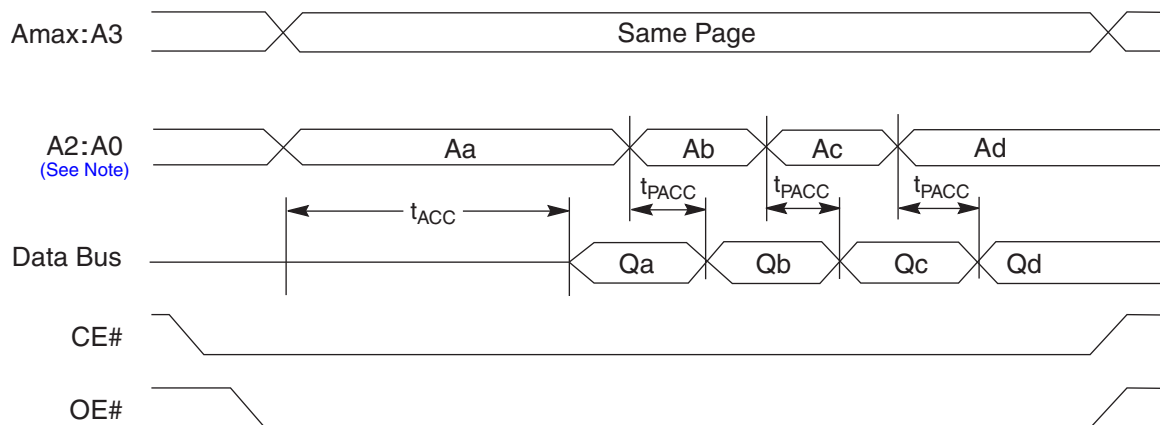 Amax:A3
Same Page
A2:A0
(See Note)
Aa
Ab
Ac
Ad
tACC
tPACC
tPACC
tPACC
Data Bus
Qa
Qb
Qc
Qd
CE#
OE#